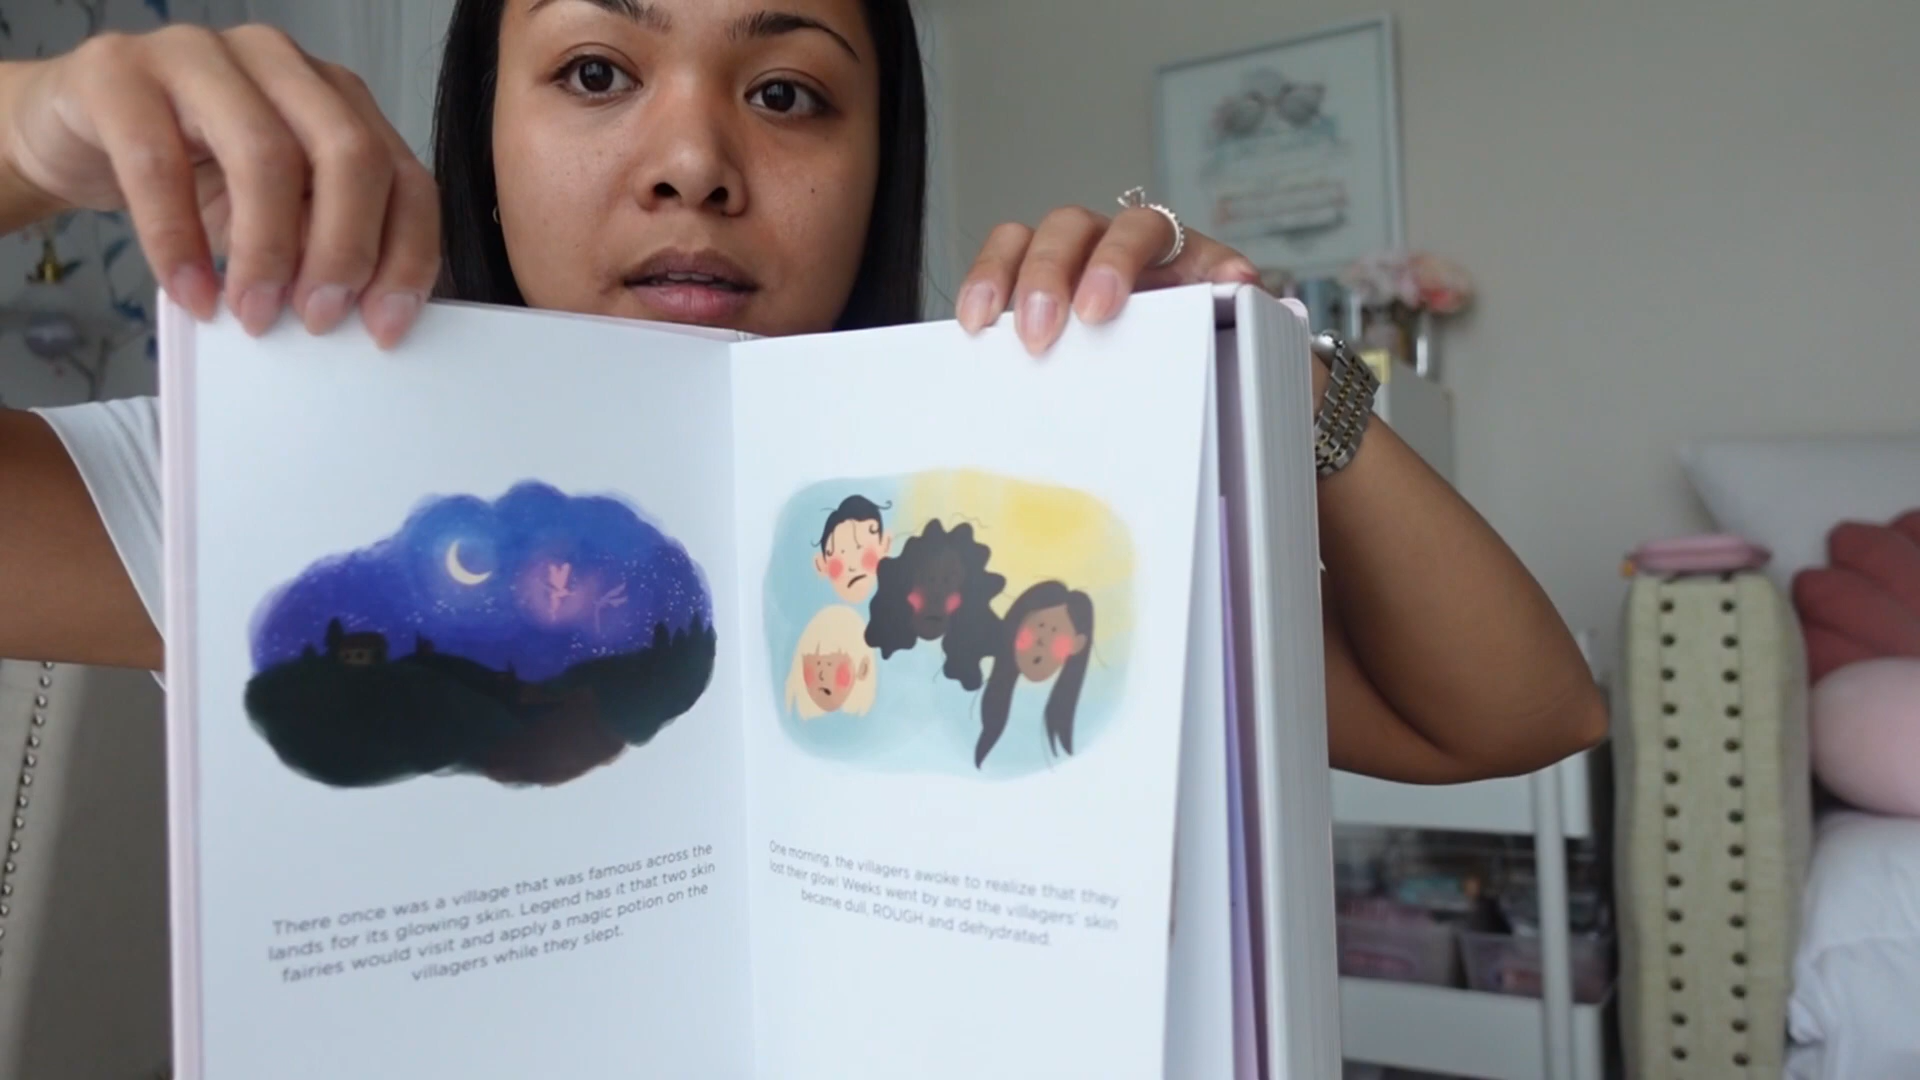 There once was a village that was famous across the
lands for its glowing skin. Legend has it that two skin
fairies would visit and apply a magic potion on the
villagers while they slept.
One morning, the villagers awoke to realize that they
lost their glow! Weeks went by and the villagers' skin
became dull, ROUGH and dehydrated.